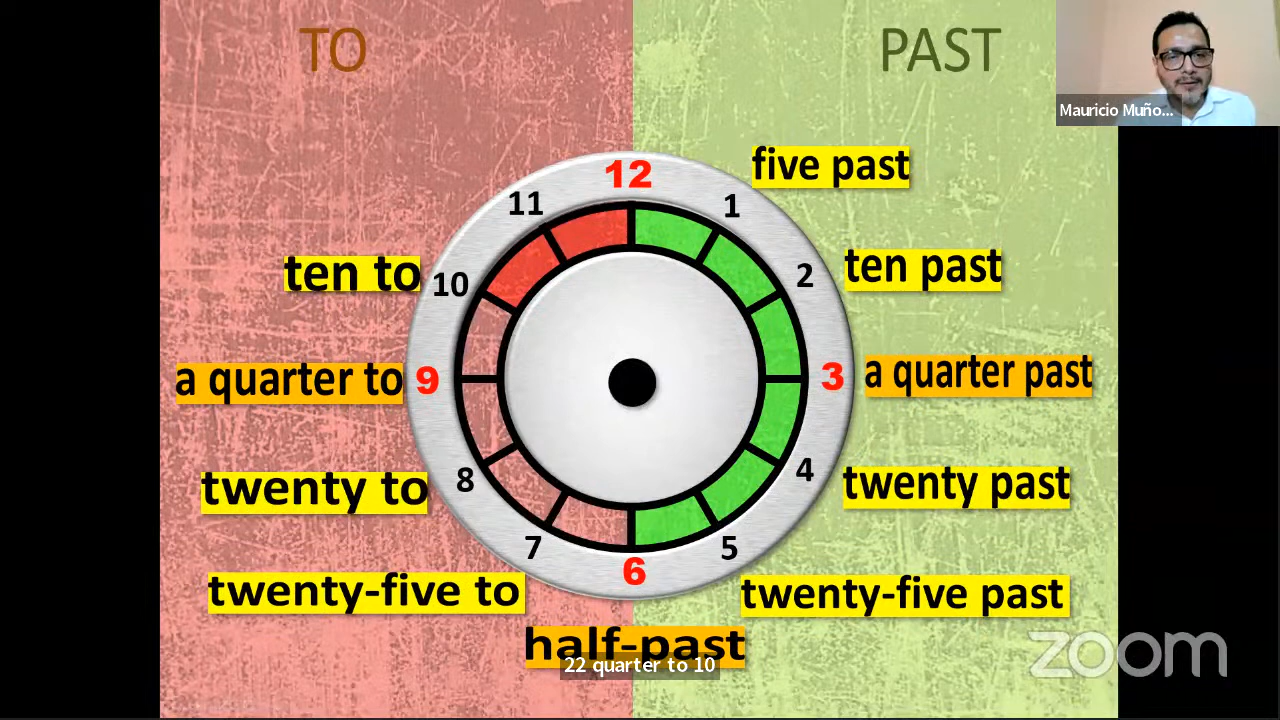 TO
PAST
Mauricio Muño...
five past
12
11
1
ten to
10
2
ten past
a quarter to
9
3
a quarter past
twenty to
8
4
twenty past
7
5
6
twenty-five to
twenty-five past
half-past
22 quarter to 10
zoom